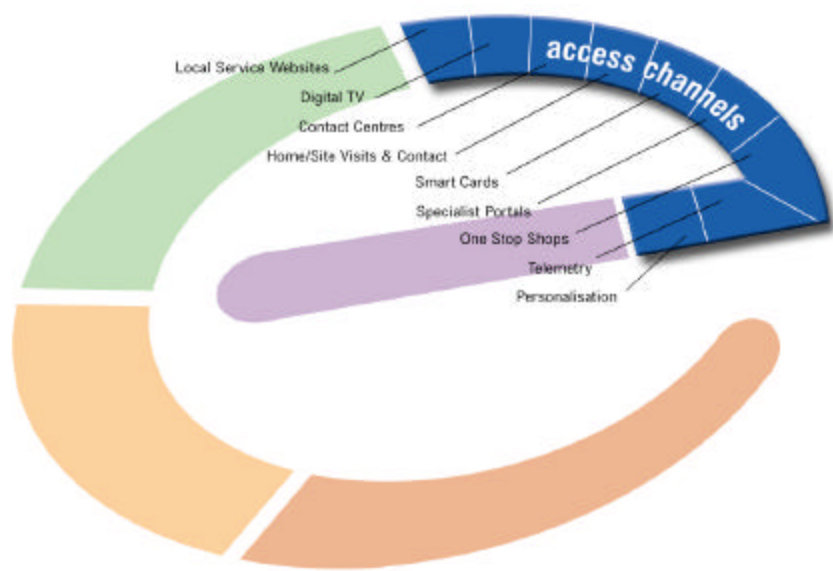 access channels
Local Service Websites
Digital TV
Contact Centres
Home/Site Visits & Contact
Smart Cards
Specialist Portals
One Stop Shops
Telemetry
Personalisation